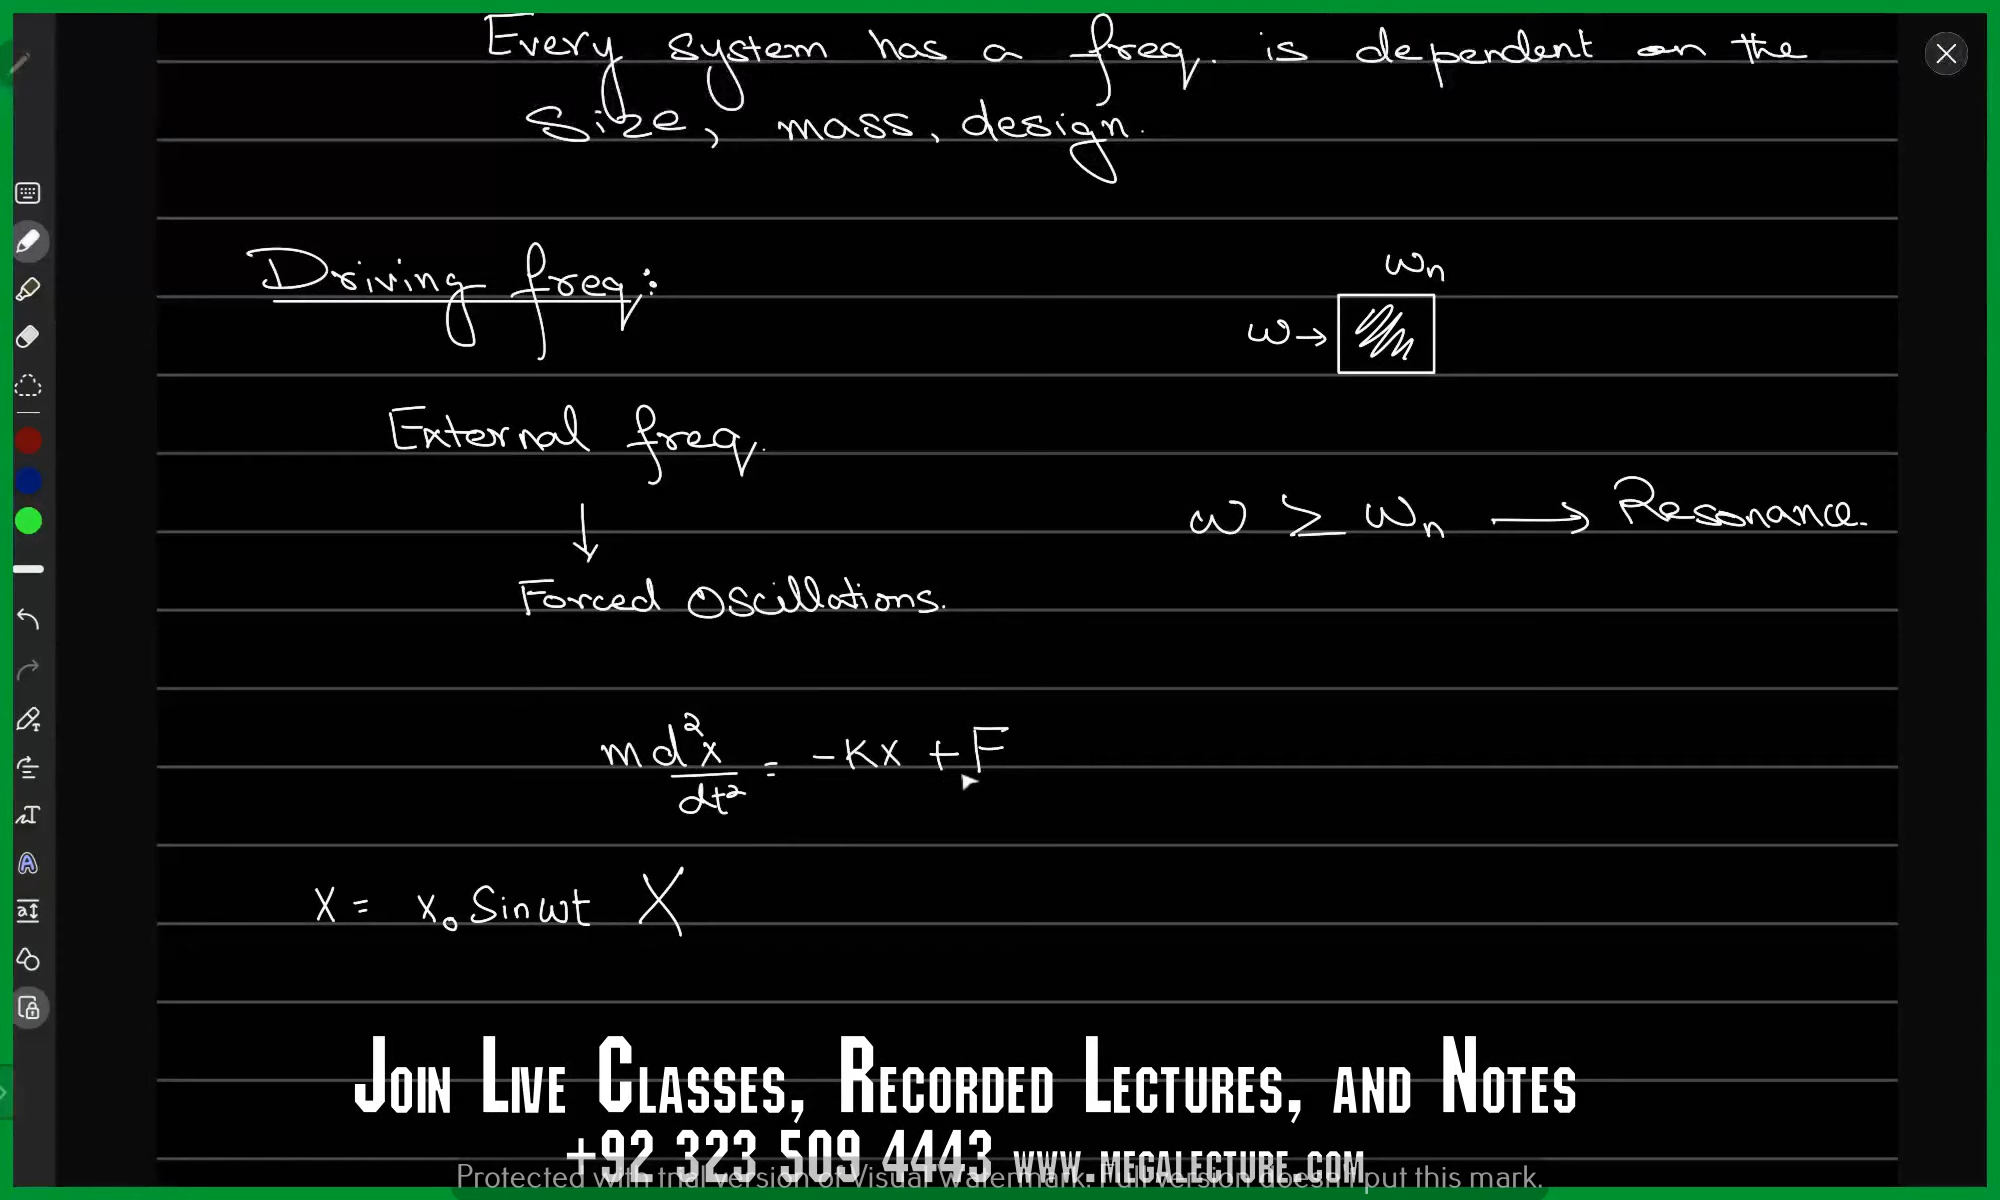 Every system has a freq. is dependent on the
Size, mass, design.
Driving freq:
ωn
ω→
External freq.
↓
ω ≥ ωn → Resonance.
Forced Oscillations.
m d²x/dt² = -Kx + F
x = x₀ Sin ωt X
Join Live Classes, Recorded Lectures, and Notes
+92 323 509 4443 www.megalecture.com
Protected with trial version of Visual Watermark. Full version doesn't put this mark.